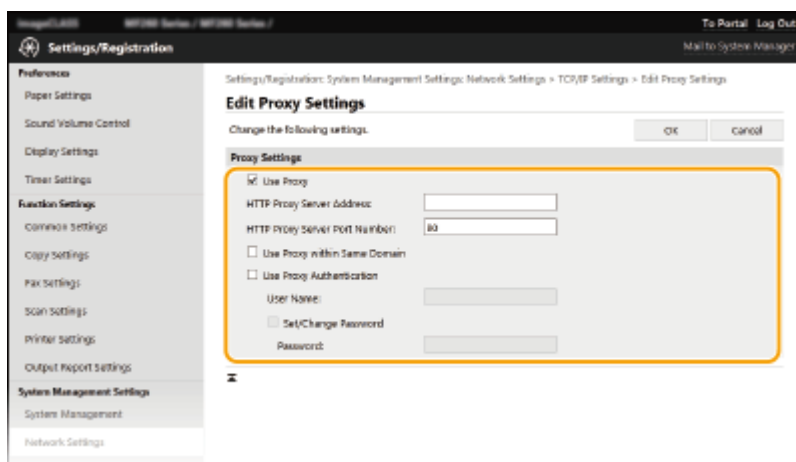 To Portal Log Out
Settings/Registration
Mail to System Manager
Preferences
Paper Settings
Sound Volume Control
Display Settings
Timer Settings
Function Settings
Common Settings
Copy Settings
Fax Settings
Scan Settings
Printer Settings
Output Report Settings
System Management Settings
System Management
Network Settings
Settings/Registration: System Management Settings: Network Settings > TCP/IP Settings > Edit Proxy Settings
Edit Proxy Settings
Change the following settings.
OK Cancel
Proxy Settings
Use Proxy
HTTP Proxy Server Address:
HTTP Proxy Server Port Number: 80
Use Proxy within Same Domain
Use Proxy Authentication
User Name:
Set/Change Password
Password: